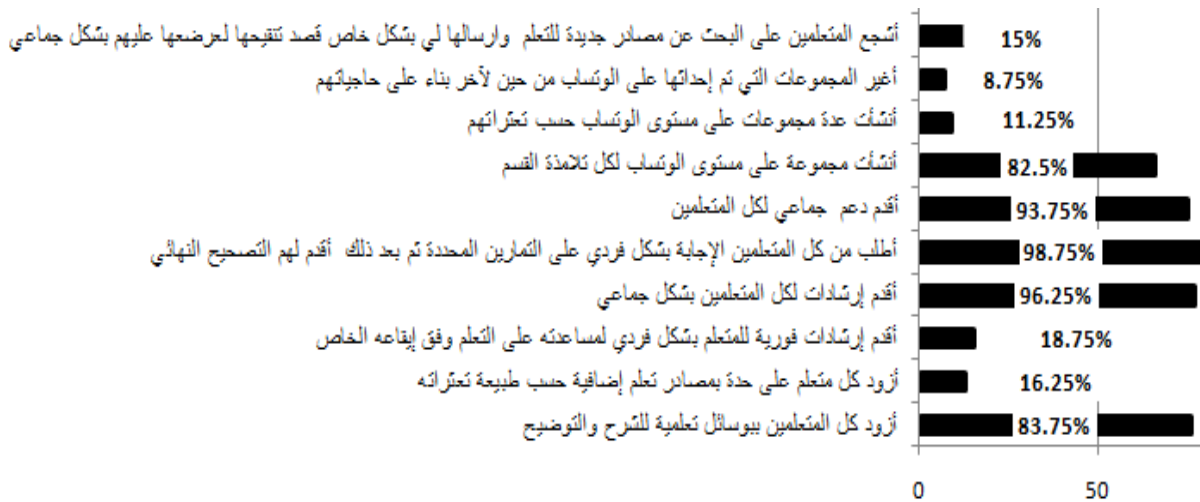 أشجع المتعلمين على البحث عن مصادر جديدة للتعلم وارسالها لي بشكل خاص قصد تنقيحها لعرضها عليهم بشكل جماعي 15%
أغير المجموعات التي تم إحداثها على الوتساب من حين لآخر بناء على حاجياتهم 8.75%
أنشأت عدة مجموعات على مستوى الوتساب حسب تعثراتهم 11.25%
أنشأت مجموعة على مستوى الوتساب لكل تلامذة القسم 82.5%
أقدم دعم جماعي لكل المتعلمين 93.75%
أطلب من كل المتعلمين الإجابة بشكل فردي على التمارين المحددة تم بعد ذلك أقدم لهم التصحيح النهائي 98.75%
أقدم إرشادات لكل المتعلمين بشكل جماعي 96.25%
أقدم إرشادات فورية للمتعلم بشكل فردي لمساعدته على التعلم وفق إيقاعه الخاص 18.75%
أزود كل متعلم على حدة بمصادر تعلم إضافية حسب طبيعة تعثراته 16.25%
أزود كل المتعلمين ببوسائل تعلمية للشرح والتوضيح 83.75%
0 50